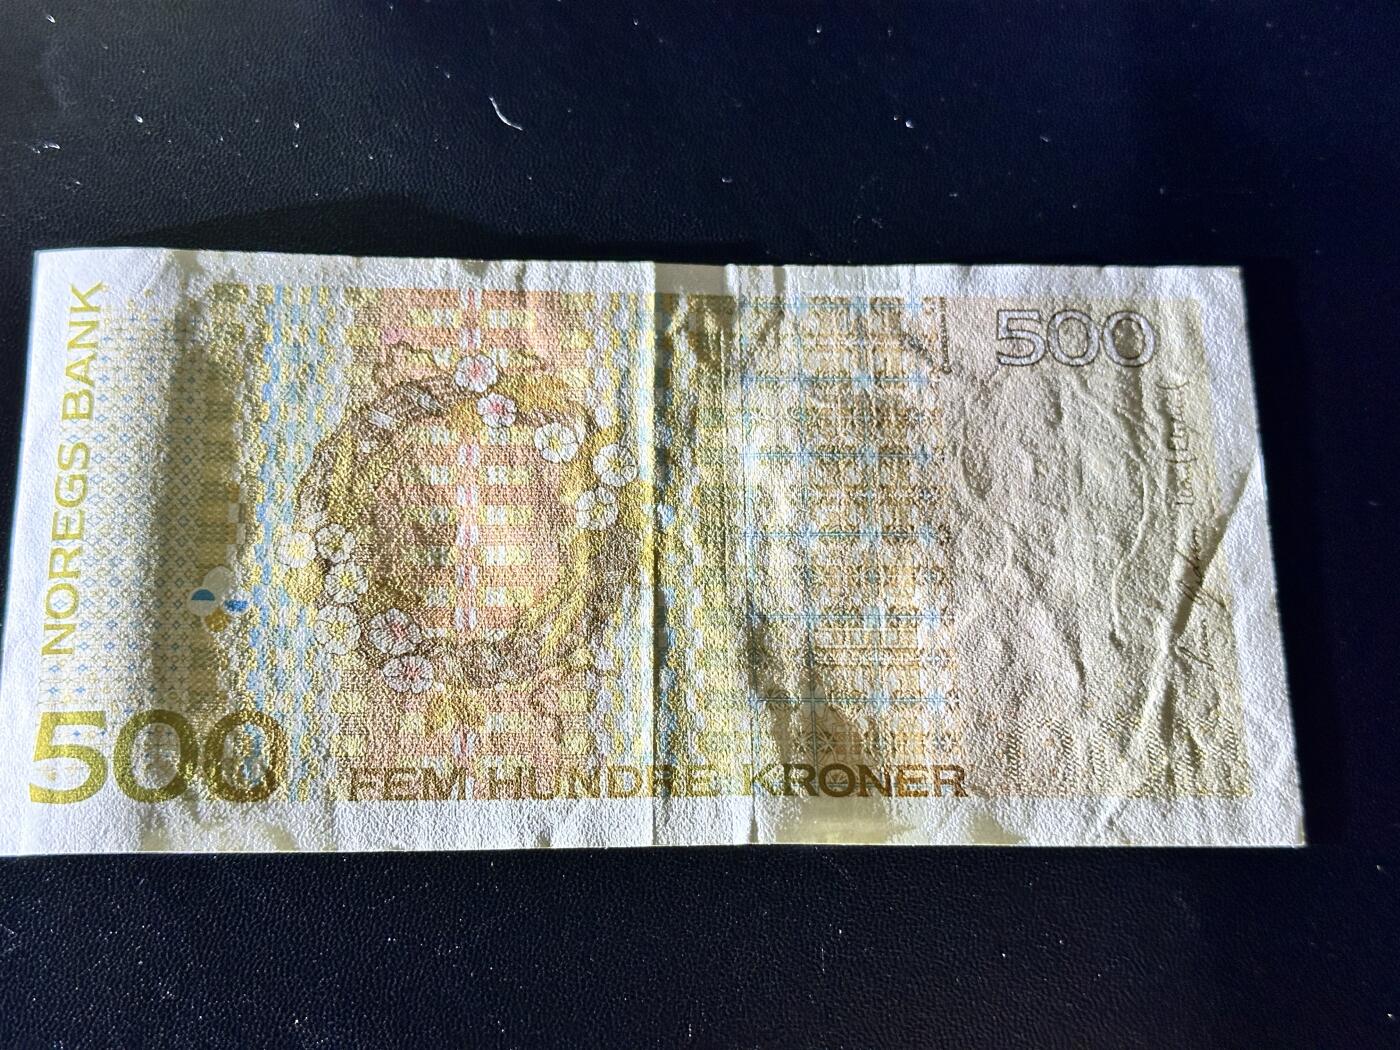 NOREGS BANK
500
500
FEM HUNDRE KRONER